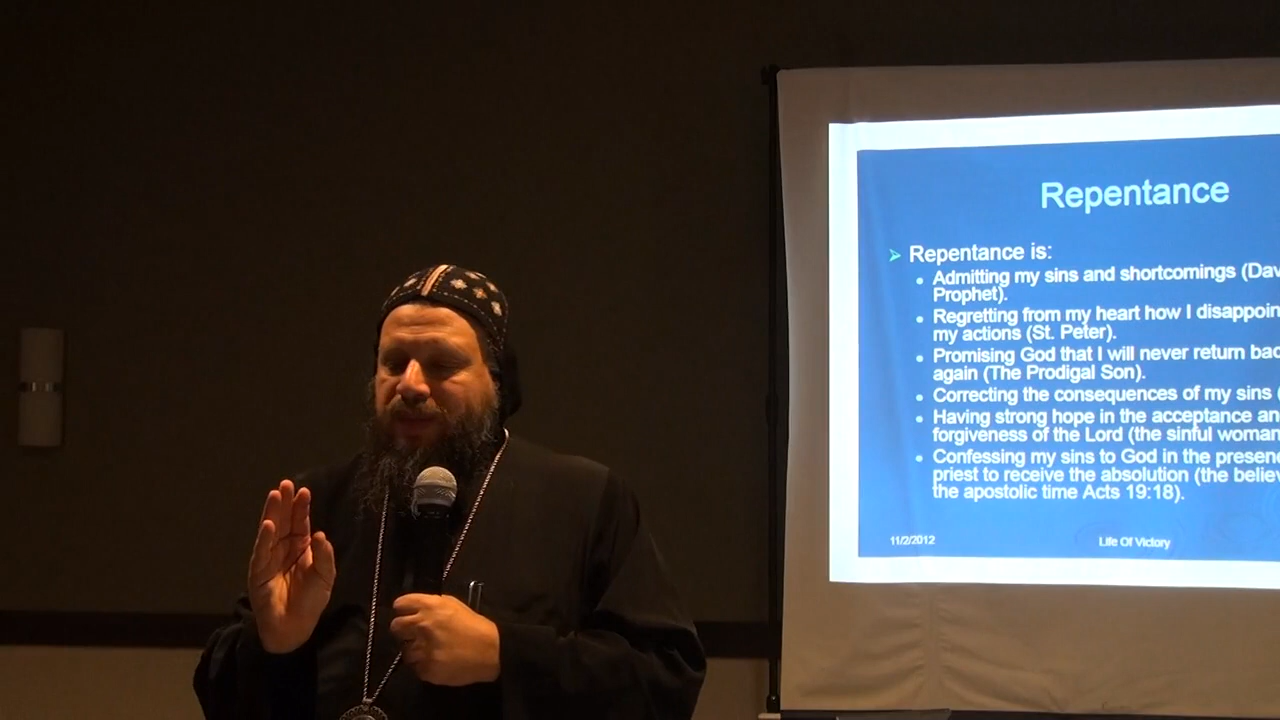 Repentance
Repentance is:
Admitting my sins and shortcomings (Dav
Prophet).
Regretting from my heart how I disappoin
my actions (St. Peter).
Promising God that I will never return bac
again (The Prodigal Son).
Correcting the consequences of my sins (
Having strong hope in the acceptance an
forgiveness of the Lord (the sinful woman
Confessing my sins to God in the presen
priest to receive the absolution (the believ
the apostolic time Acts 19:18).
11/2/2012 Life Of Victory